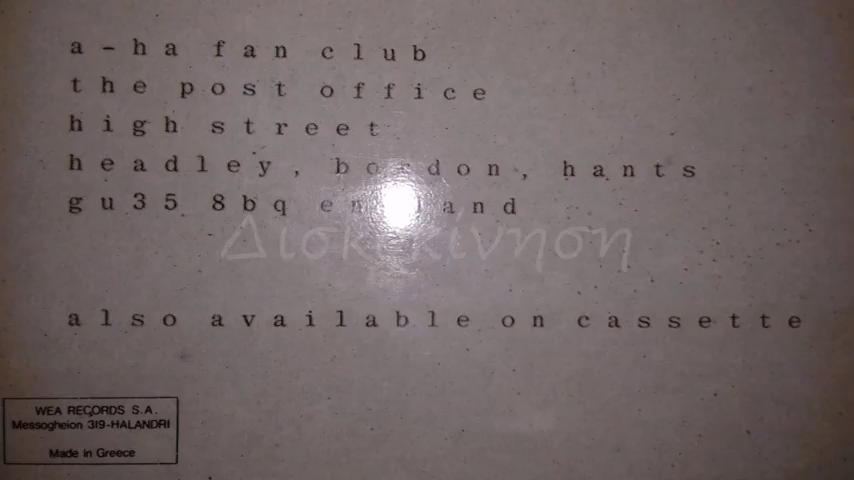 a-ha fan club
the post office
high street
headley, bordon, hants
gu35 8bq england
Δισκοκίνηση
also available on cassette
WEA RECORDS S.A.
Messogheion 319-HALANDRI
Made in Greece